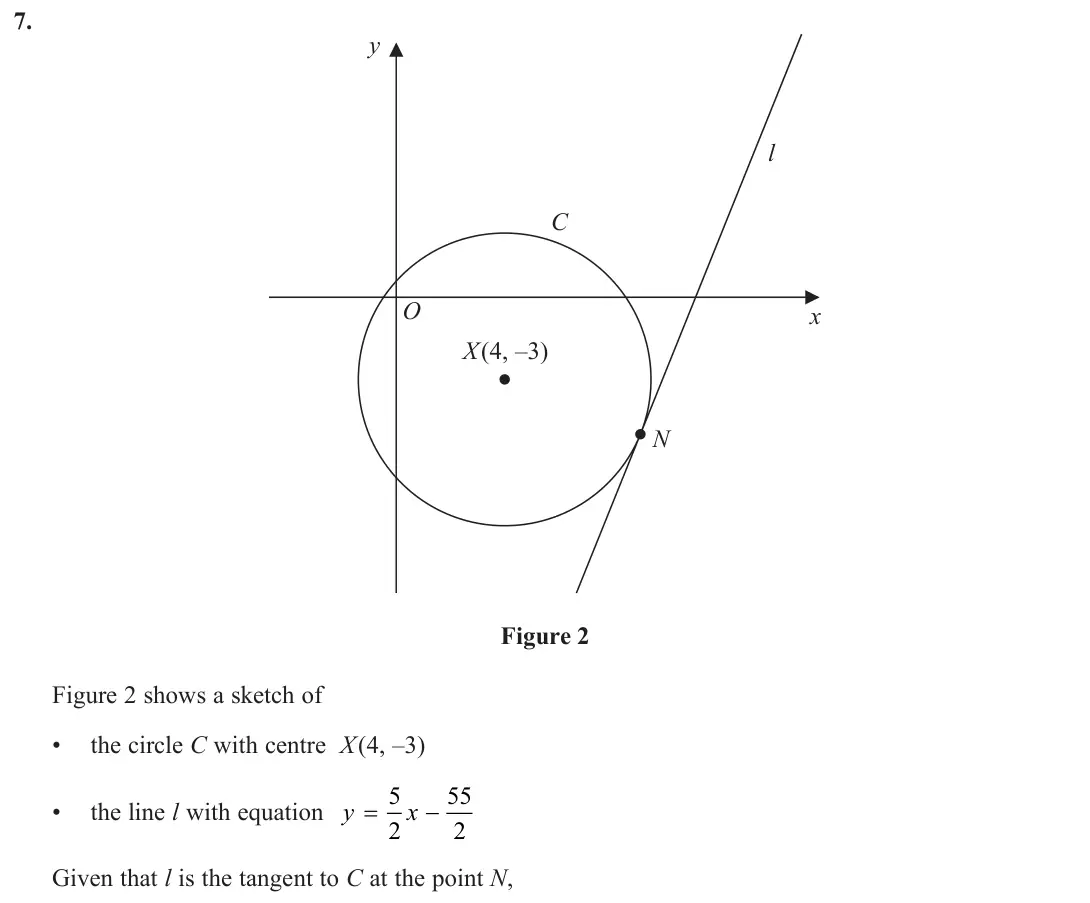 7.
y
l
C
O
x
X(4, –3)
N
Figure 2
Figure 2 shows a sketch of
• the circle C with centre X(4, –3)
• the line l with equation y = 5/2 x – 55/2
Given that l is the tangent to C at the point N,